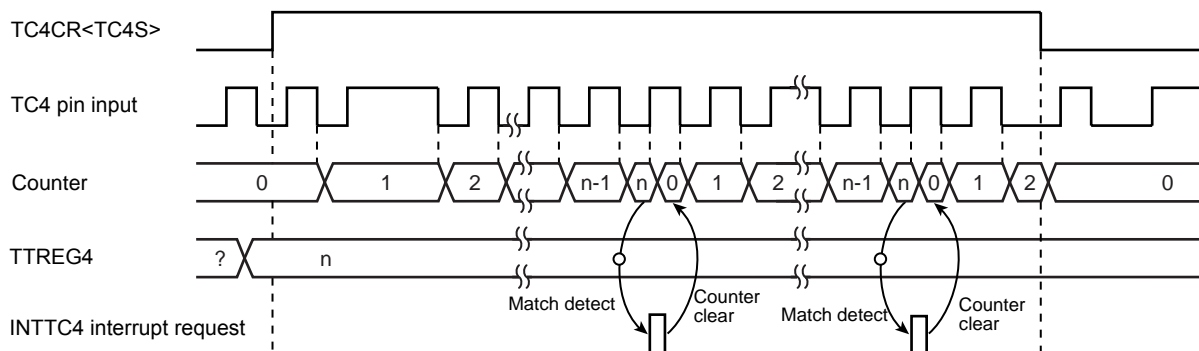 TC4CR<TC4S>
TC4 pin input
Counter
0 1 2 n-1 n 0 1 2 n-1 n 0 1 2 0
TTREG4
? n
Match detect
Counter
clear
Match detect
Counter
clear
INTTC4 interrupt request